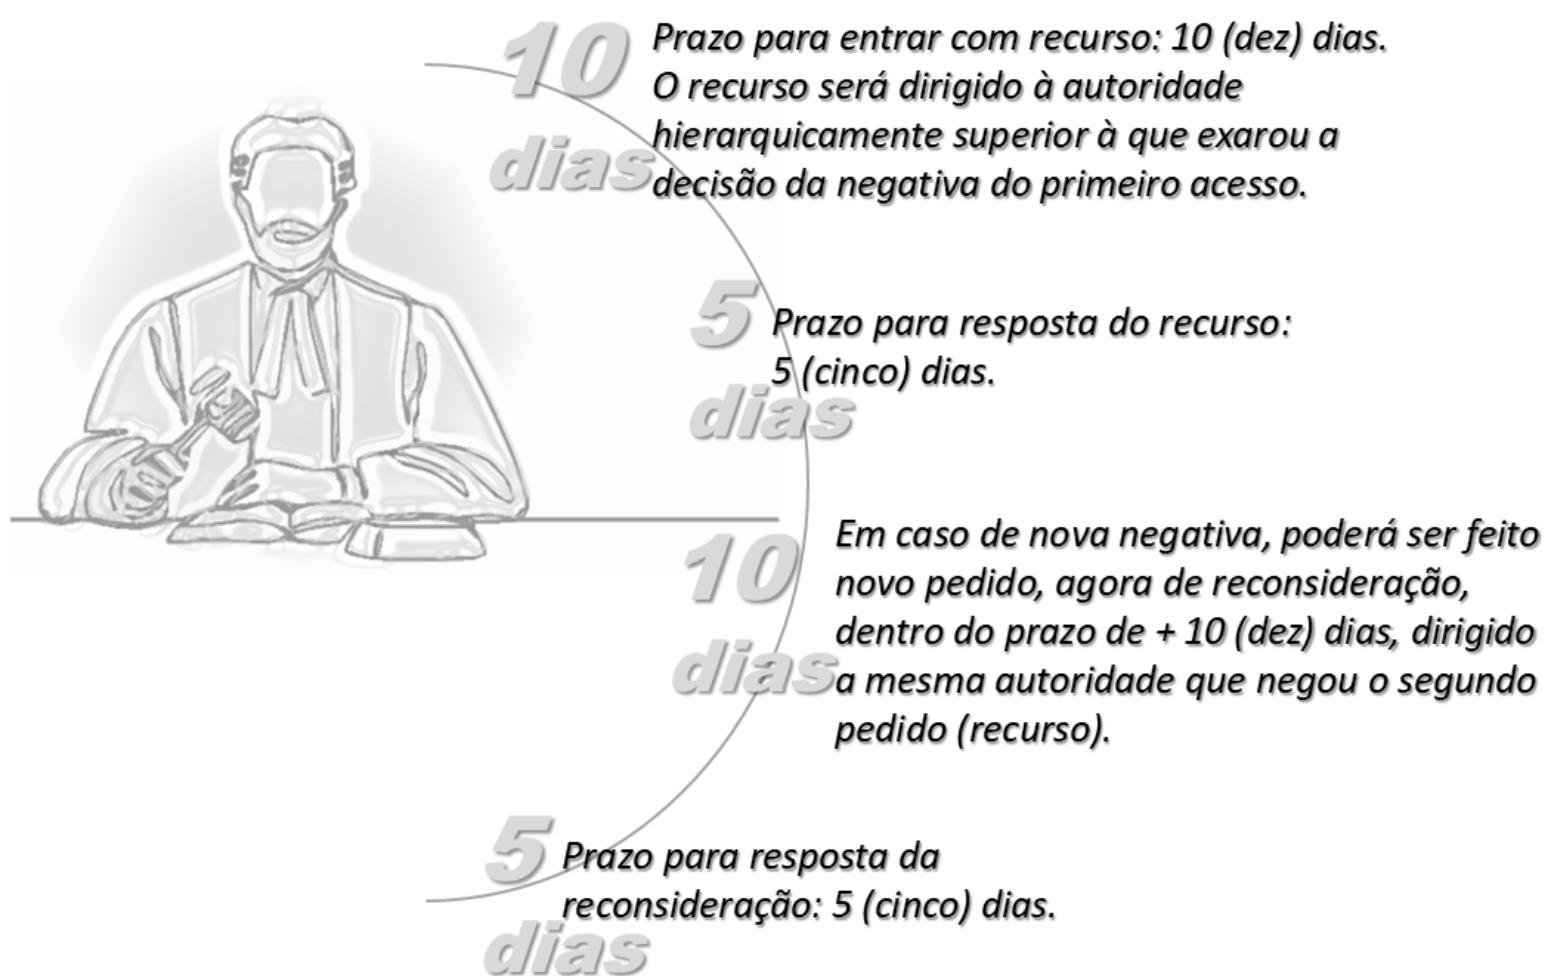 10
dias
Prazo para entrar com recurso: 10 (dez) dias.
O recurso será dirigido à autoridade
hierarquicamente superior à que exarou a
decisão da negativa do primeiro acesso.
5
dias
Prazo para resposta do recurso:
5 (cinco) dias.
10
dias
Em caso de nova negativa, poderá ser feito
novo pedido, agora de reconsideração,
dentro do prazo de + 10 (dez) dias, dirigido
a mesma autoridade que negou o segundo
pedido (recurso).
5
dias
Prazo para resposta da
reconsideração: 5 (cinco) dias.